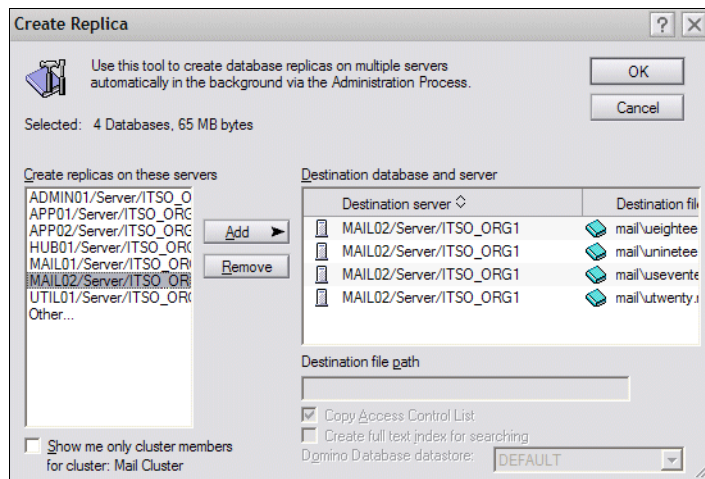 Create Replica
Use this tool to create database replicas on multiple servers
automatically in the background via the Administration Process.
OK
Cancel
Selected: 4 Databases, 65 MB bytes
Create replicas on these servers
ADMIN01/Server/ITSO_O
APP01/Server/ITSO_ORG
APP02/Server/ITSO_ORG
HUB01/Server/ITSO_ORG
MAIL01/Server/ITSO_OR
MAIL02/Server/ITSO_OR
UTIL01/Server/ITSO_ORG
Other...
Add
Remove
Destination database and server
Destination server Destination file
MAIL02/Server/ITSO_ORG1 mail\ueightee
MAIL02/Server/ITSO_ORG1 mail\uninetee
MAIL02/Server/ITSO_ORG1 mail\usevente
MAIL02/Server/ITSO_ORG1 mail\utwenty.n
Destination file path
Copy Access Control List
Create full text index for searching
Domino Database datastore: DEFAULT
Show me only cluster members
for cluster: Mail Cluster